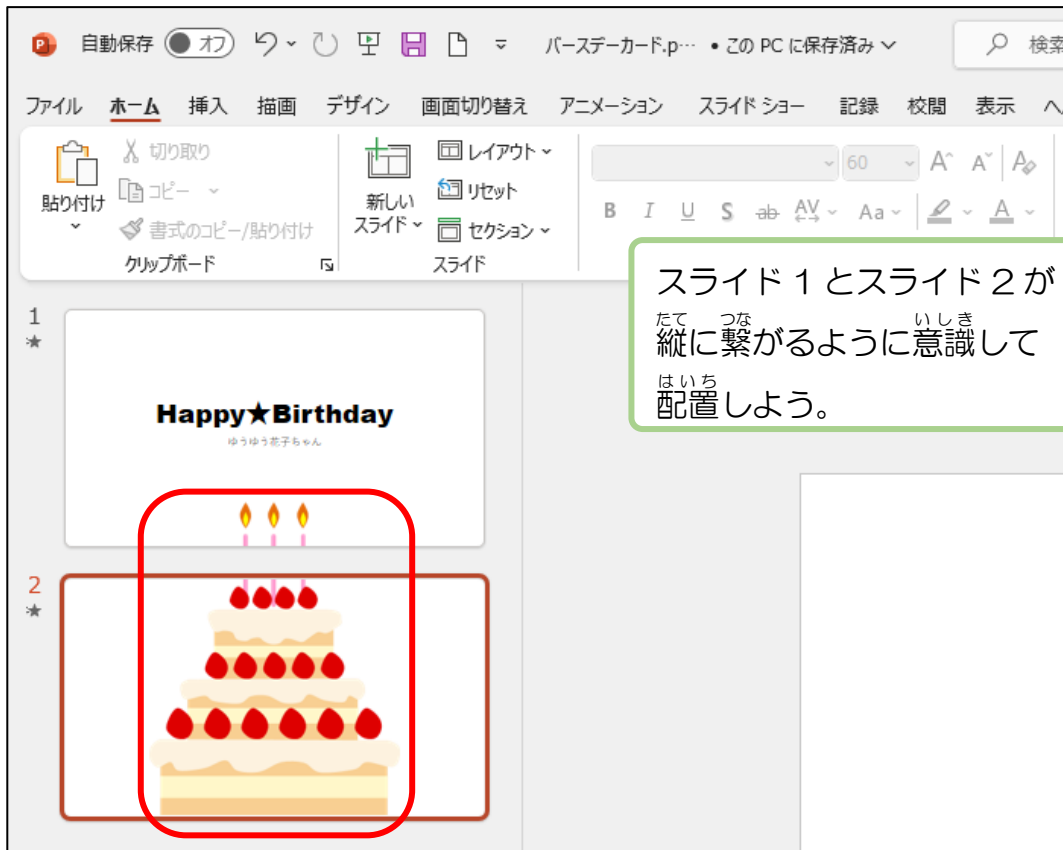 自動保存 オフ バースデーカード.p… • この PC に保存済み 検索
ファイル ホーム 挿入 描画 デザイン 画面切り替え アニメーション スライド ショー 記録 校閲 表示 ヘ
貼り付け
切り取り
コピー
書式のコピー/貼り付け
クリップボード
新しい
スライド
レイアウト
リセット
セクション
スライド
60 A^ Aˇ A
B I U S ab AV Aa A
スライド 1 とスライド 2 が
たて つな いしき
縦に繋がるように意識して
はいち
配置しよう。
1
Happy★Birthday
ゆうゆう花子ちゃん
2